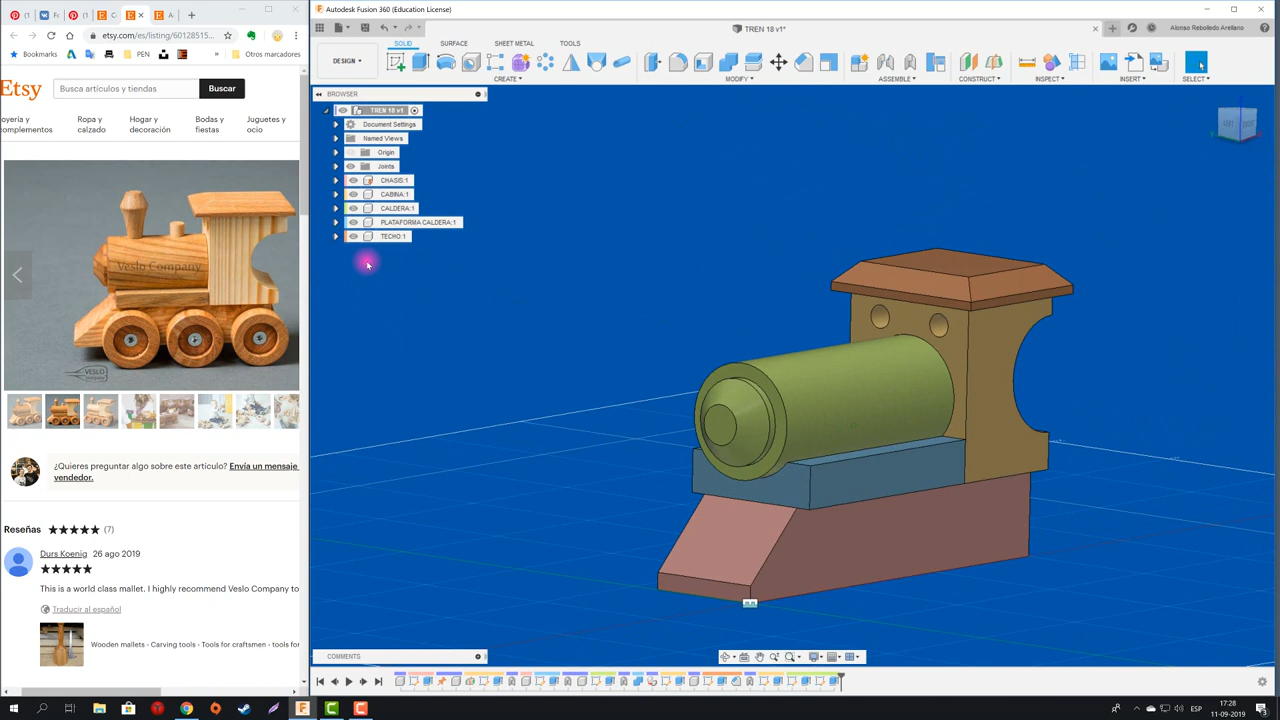 etsy.com/es/listing/60128515...
Bookmarks
PEN
Otros marcadores
Etsy
Busca artículos y tiendas
Buscar
oyería y
omplementos
Ropa y
calzado
Hogar y
decoración
Bodas y
fiestas
Juguetes y
ocio
Veslo Company
VESLO
¿Quieres preguntar algo sobre este artículo? Envía un mensaje
vendedor.
Reseñas ★★★★★ (7)
Durs Koenig 26 ago 2019
★★★★★
This is a world class mallet. I highly recommend Veslo Company to
Traducir al español
Wooden mallets - Carving tools - Tools for craftsmen - tools fo
Autodesk Fusion 360 (Education License)
TREN 18 v1*
Alonso Rebolledo Arellano
DESIGN
SOLID
SURFACE
SHEET METAL
TOOLS
CREATE
MODIFY
ASSEMBLE
CONSTRUCT
INSPECT
INSERT
SELECT
BROWSER
TREN 18 v1
Document Settings
Named Views
Origin
Joints
CHASIS:1
CABINA:1
CALDERA:1
PLATAFORMA CALDERA:1
TECHO:1
COMMENTS
ESP
17:28
11-09-2019